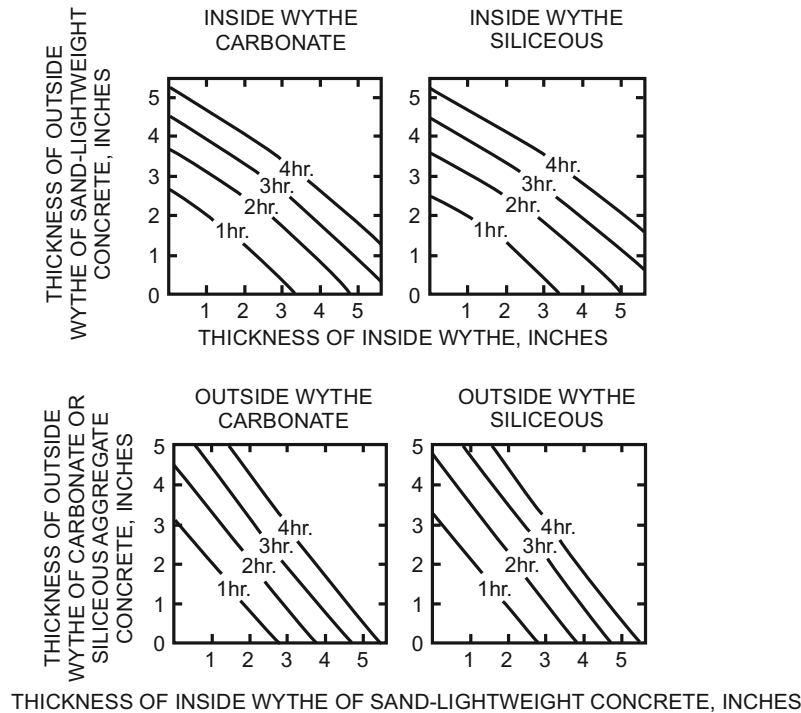 INSIDE WYTHE
CARBONATE
INSIDE WYTHE
SILICEOUS
THICKNESS OF OUTSIDE
WYTHE OF SAND-LIGHTWEIGHT
CONCRETE, INCHES
5
4
3
2
1
0
4hr.
3hr.
2hr.
1hr.
1 2 3 4 5
5
4
3
2
1
0
4hr.
3hr.
2hr.
1hr.
1 2 3 4 5
THICKNESS OF INSIDE WYTHE, INCHES
OUTSIDE WYTHE
CARBONATE
OUTSIDE WYTHE
SILICEOUS
THICKNESS OF OUTSIDE
WYTHE OF CARBONATE OR
SILICEOUS AGGREGATE
CONCRETE, INCHES
5
4
3
2
1
0
4hr.
3hr.
2hr.
1hr.
1 2 3 4 5
5
4
3
2
1
0
4hr.
3hr.
2hr.
1hr.
1 2 3 4 5
THICKNESS OF INSIDE WYTHE OF SAND-LIGHTWEIGHT CONCRETE, INCHES